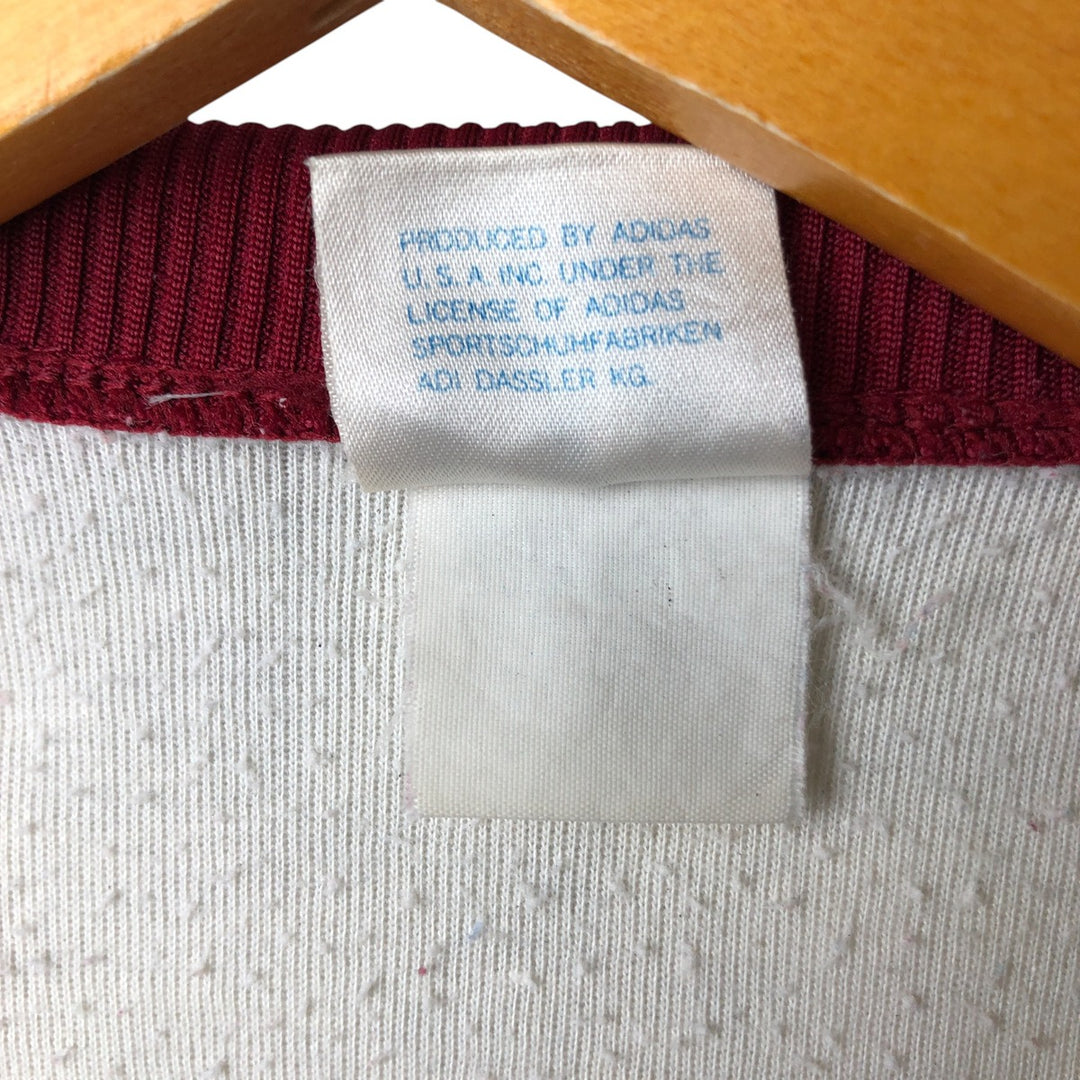 PRODUCED BY ADIDAS
U.S.A INC. UNDER THE
LICENSE OF ADIDAS
SPORTSCHUHFABRIKEN
ADI DASSLER KG.